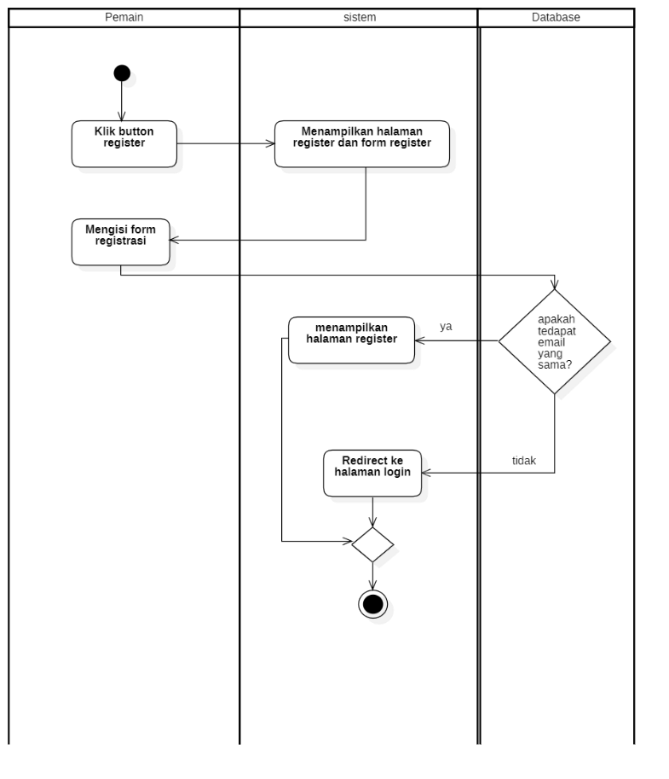 Pemain
sistem
Database
Klik button
register
Menampilkan halaman
register dan form register
Mengisi form
registrasi
apakah
tedapat
email
yang
sama?
ya
menampilkan
halaman register
tidak
Redirect ke
halaman login